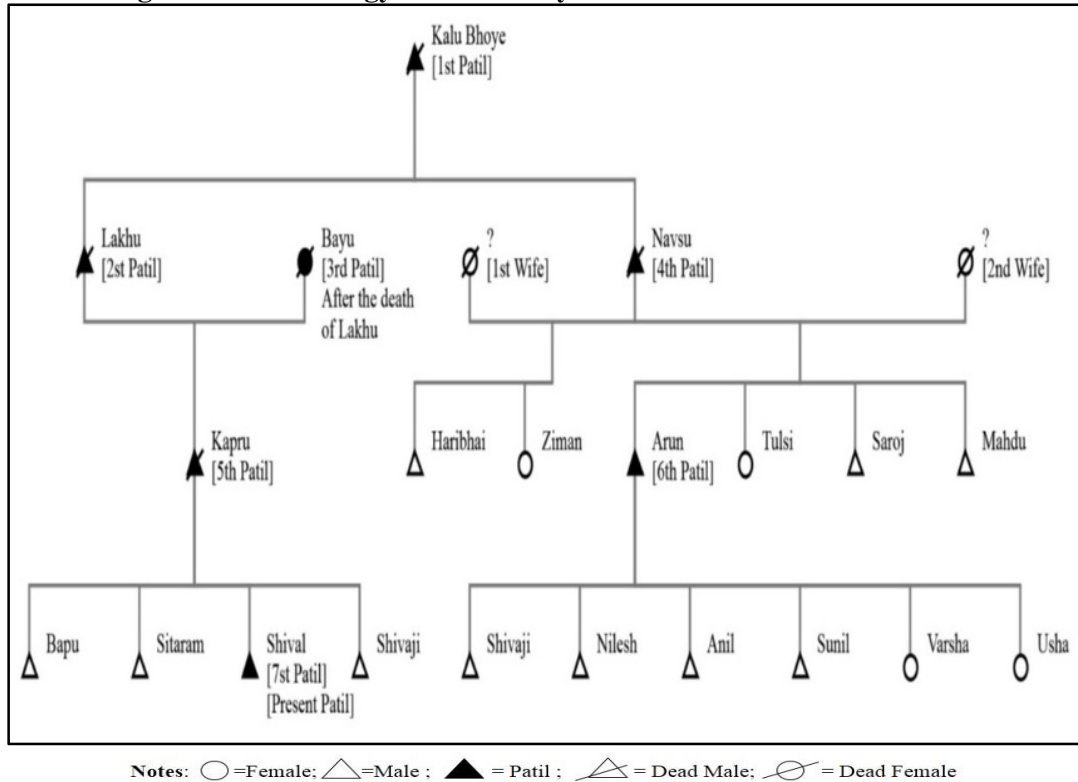 Kalu Bhoye
[1st Patil]
Lakhu
[2st Patil]
Bayu
[3rd Patil]
After the death
of Lakhu
?
[1st Wife]
Navsu
[4th Patil]
?
[2nd Wife]
Kapru
[5th Patil]
Haribhai
Ziman
Arun
[6th Patil]
Tulsi
Saroj
Mahdu
Bapu
Sitaram
Shival
[7st Patil]
[Present Patil]
Shivaji
Shivaji
Nilesh
Anil
Sunil
Varsha
Usha
Notes: =Female; =Male ; = Patil ; = Dead Male; = Dead Female